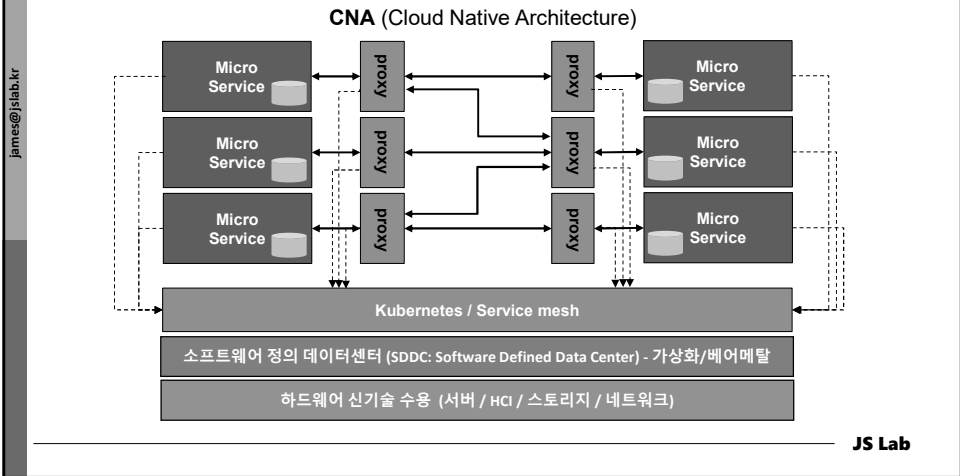 CNA (Cloud Native Architecture)
james@jslab.kr
Micro
Service
proxy
proxy
Micro
Service
Micro
Service
proxy
proxy
Micro
Service
Micro
Service
proxy
proxy
Micro
Service
Kubernetes / Service mesh
소프트웨어 정의 데이터센터 (SDDC: Software Defined Data Center) - 가상화/베어메탈
하드웨어 신기술 수용 (서버 / HCI / 스토리지 / 네트워크)
JS Lab